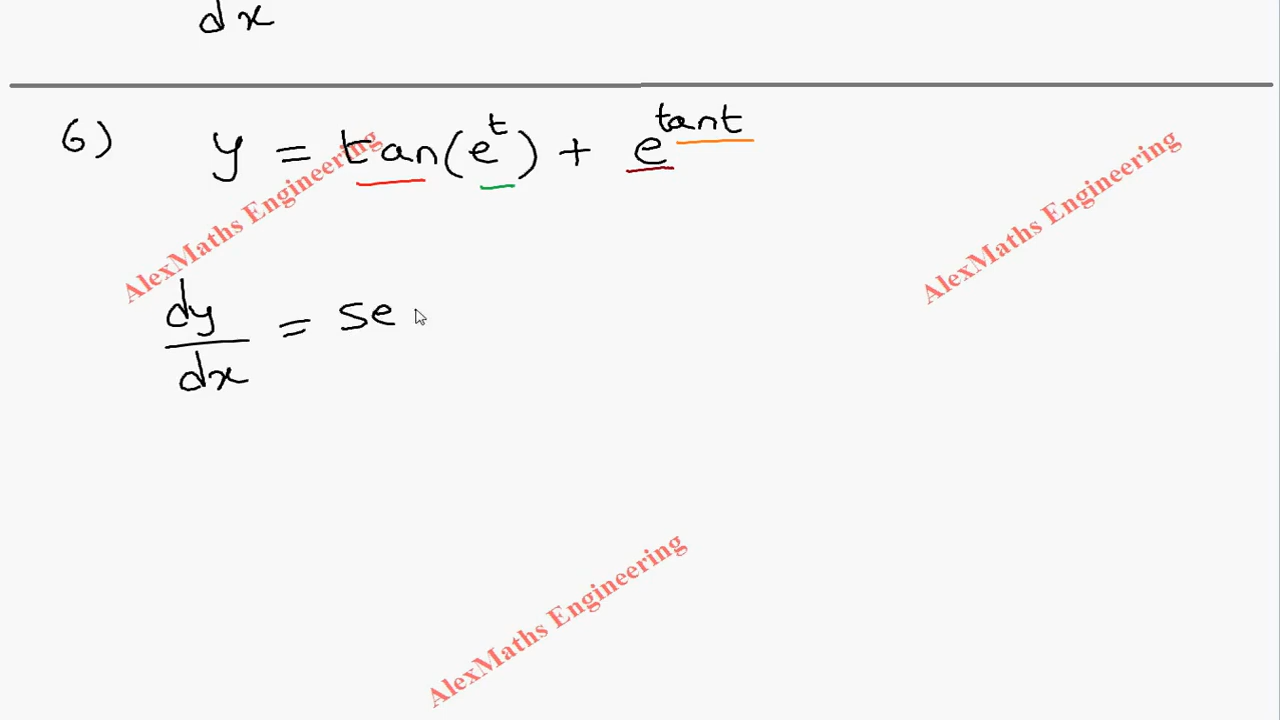 dx
6) y = tan(e^t) + e^tant
AlexMaths Engineering
AlexMaths Engineering
dy/dx = se
AlexMaths Engineering